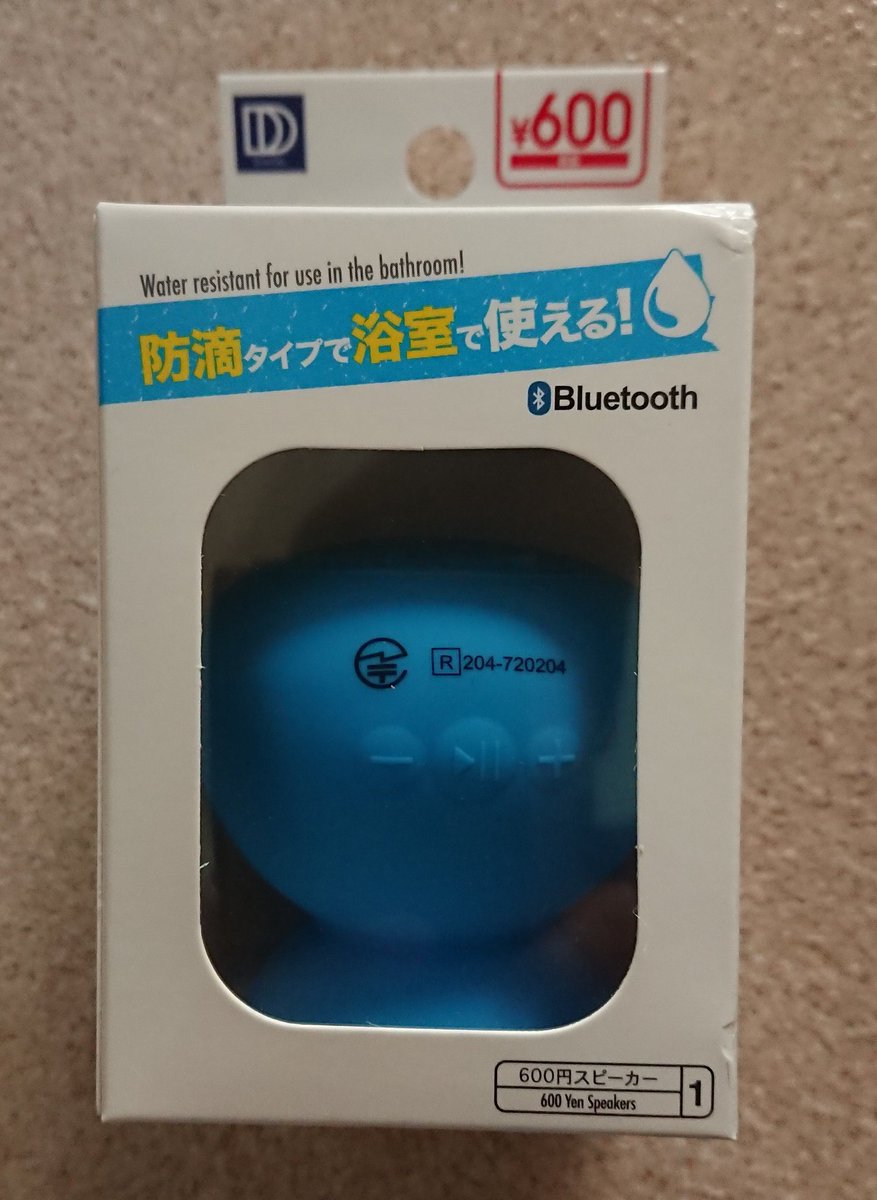 DD
¥600
Water resistant for use in the bathroom!
防滴タイプで浴室で使える!
Bluetooth
R 204-720204
600円スピーカー
600 Yen Speakers
1